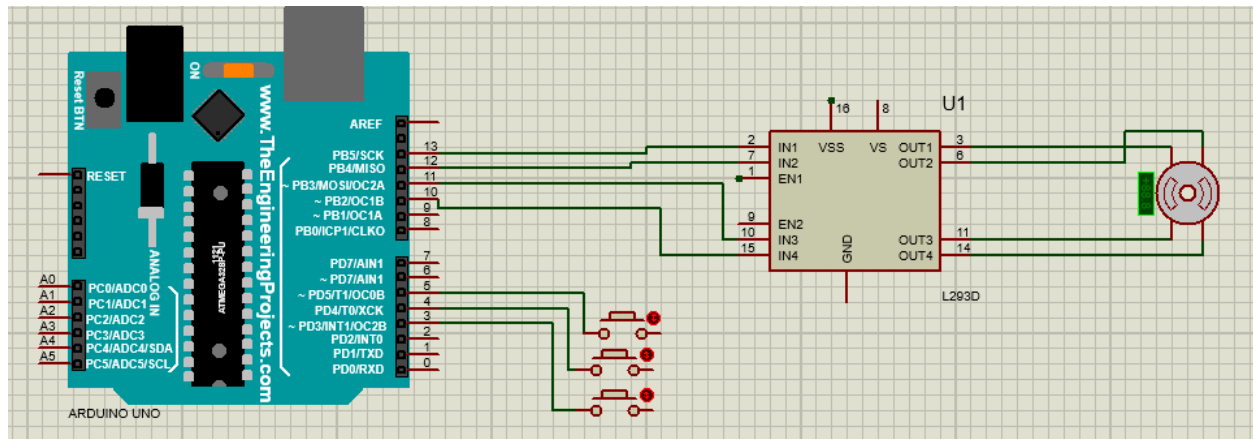 Reset BTN
ON
www.TheEngineeringProjects.com
RESET
ANALOG IN
ATMEGA328P-PU
1121
AREF
PB5/SCK 13
PB4/MISO 12
~ PB3/MOSI/OC2A 11
~ PB2/OC1B 10
~ PB1/OC1A 9
PB0/ICP1/CLKO 8
PD7/AIN1 7
~ PD7/AIN1 6
~ PD5/T1/OC0B 5
PD4/T0/XCK 4
~ PD3/INT1/OC2B 3
PD2/INT0 2
PD1/TXD 1
PD0/RXD 0
A0 PC0/ADC0
A1 PC1/ADC1
A2 PC2/ADC2
A3 PC3/ADC3
A4 PC4/ADC4/SDA
A5 PC5/ADC5/SCL
ARDUINO UNO
U1
16 8
VSS VS
2 IN1 OUT1 3
7 IN2 OUT2 6
1 EN1
9 EN2
10 IN3 OUT3 11
15 IN4 OUT4 14
GND
L293D